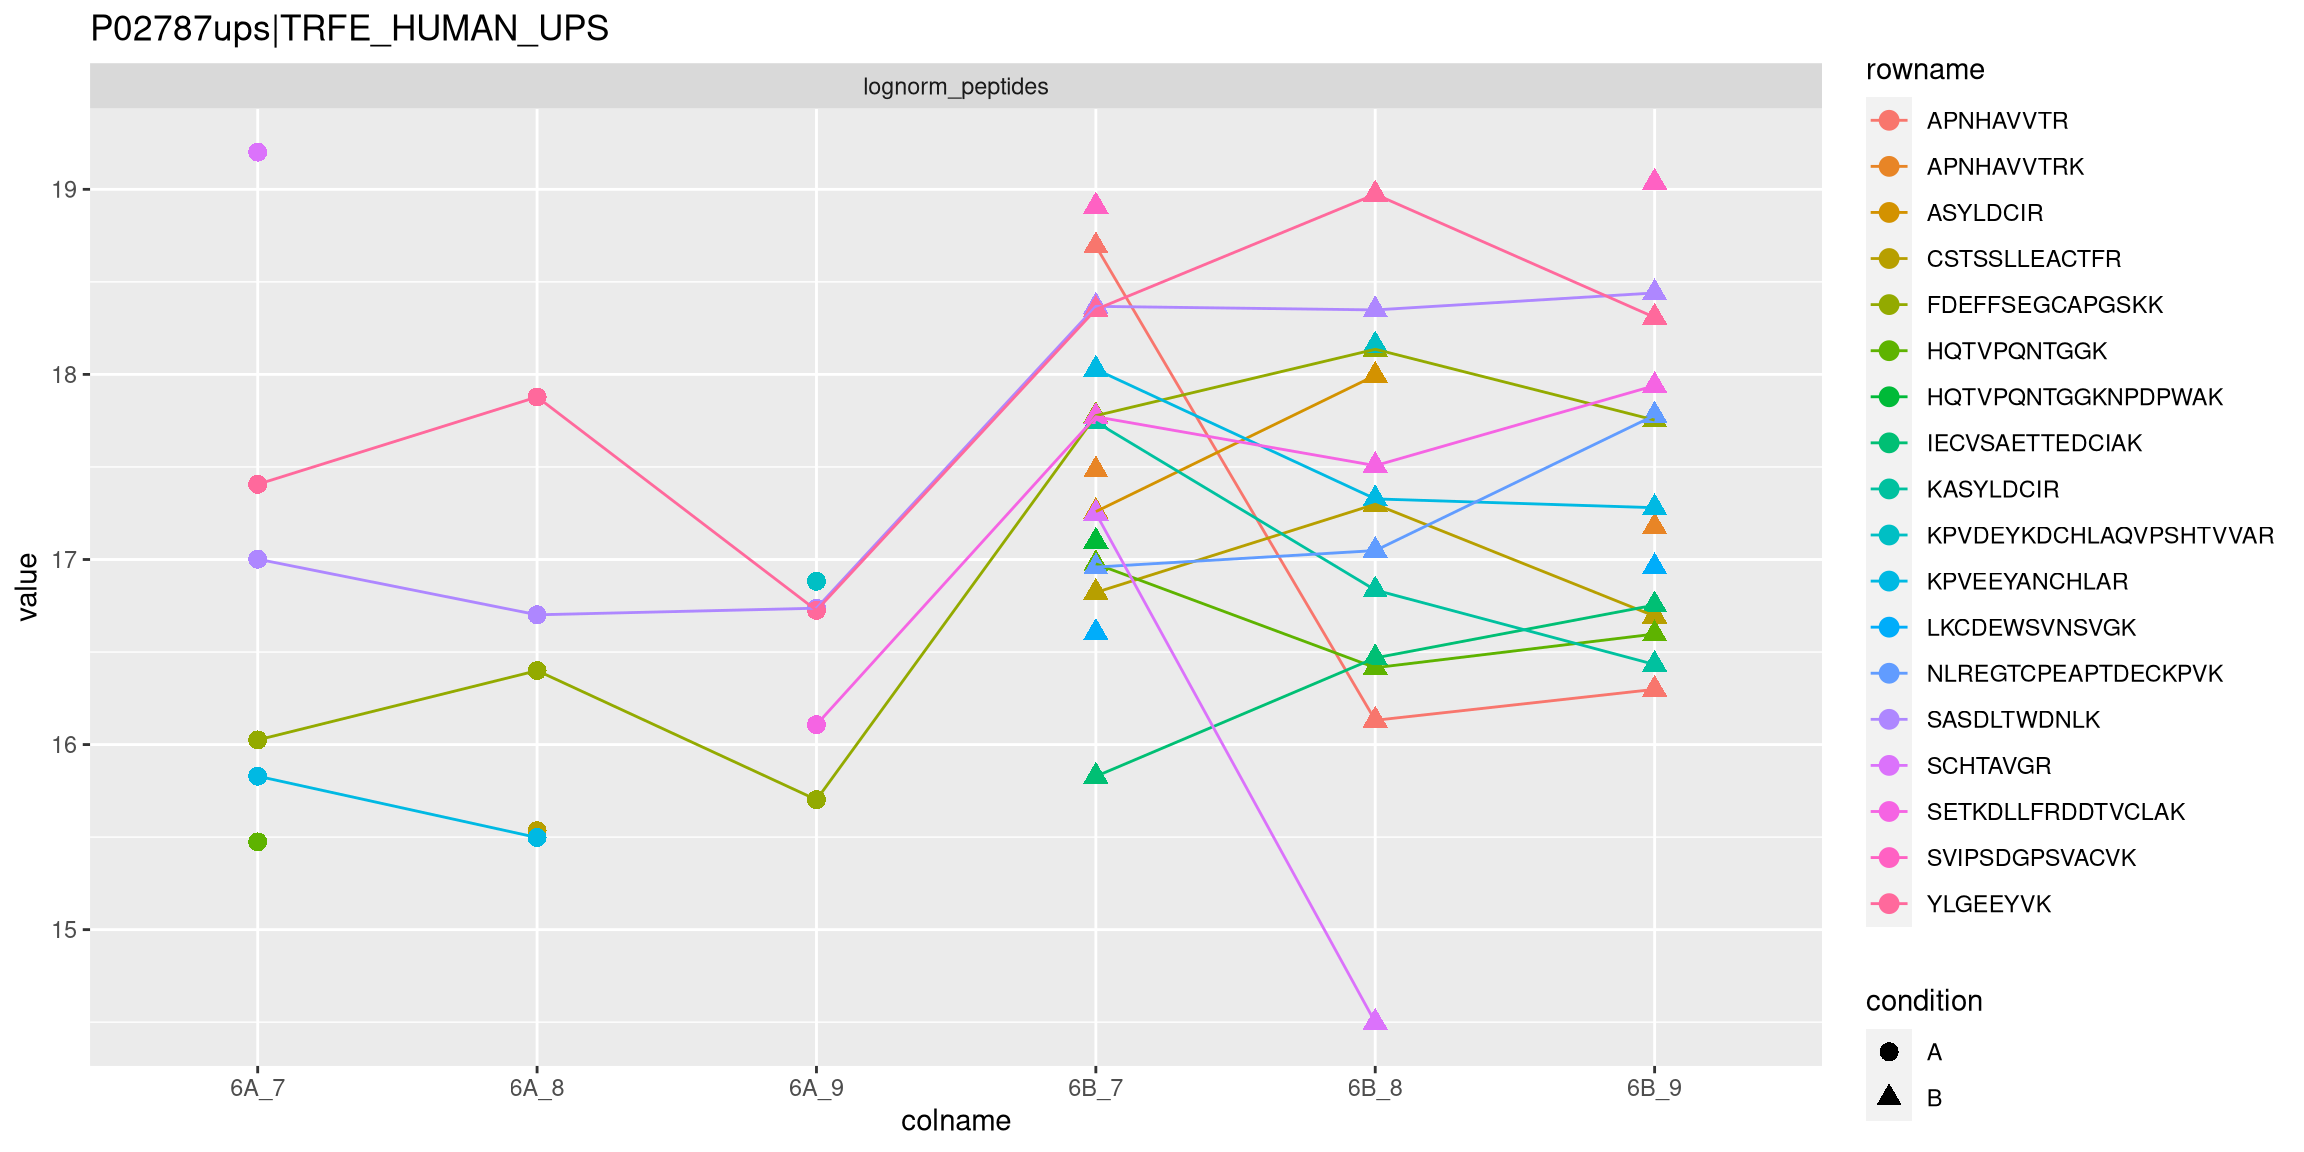 P02787ups|TRFE_HUMAN_UPS
lognorm_peptides
19
18
17
16
15
value
6A_7
6A_8
6A_9
6B_7
6B_8
6B_9
colname
rowname
APNHAVVTR
APNHAVVTRK
ASYLDCIR
CSTSSLLEACTFR
FDEFFSEGCAPGSKK
HQTVPQNTGGK
HQTVPQNTGGKNPDPWAK
IECVSAETTEDCIAK
KASYLDCIR
KPVDEYKDCHLAQVPSHTVVAR
KPVEEYANCHLAR
LKCDEWSVNSVGK
NLREGTCPEAPTDECKPVK
SASDLTWDNLK
SCHTAVGR
SETKDLLFRDDTVCLAK
SVIPSDGPSVACVK
YLGEEYVK
condition
A
B